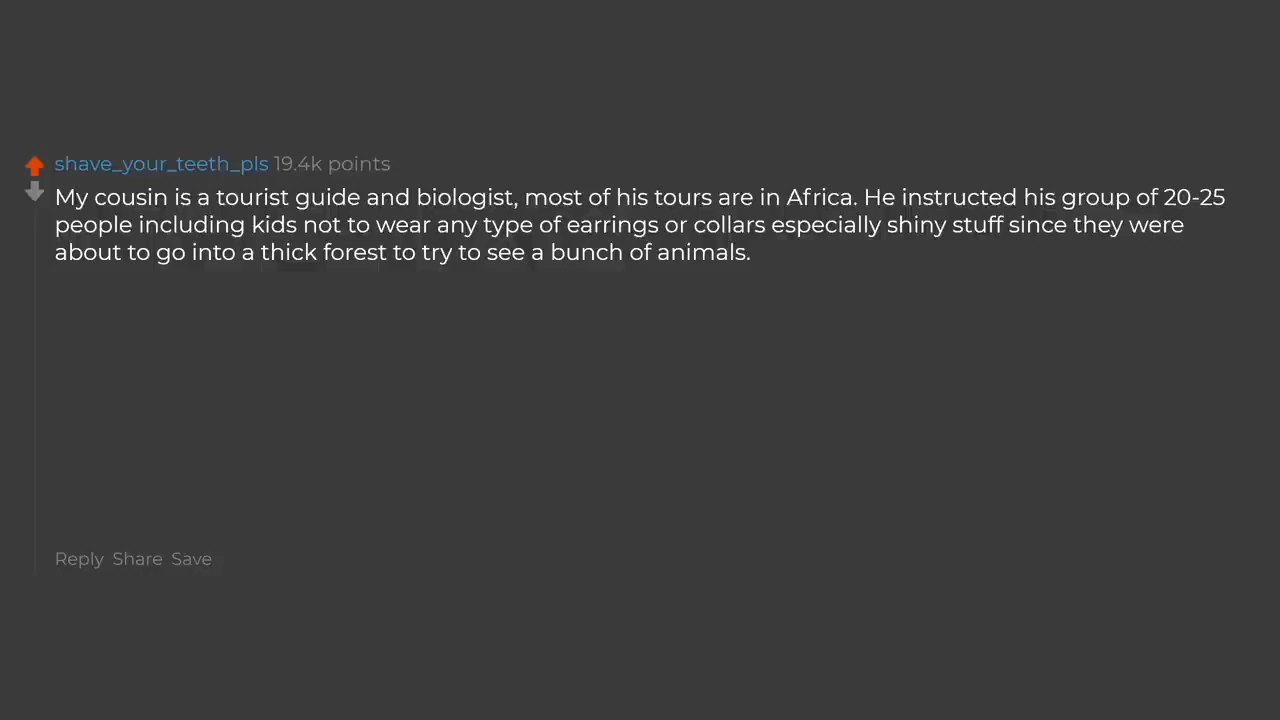 shave_your_teeth_pls 19.4k points
My cousin is a tourist guide and biologist, most of his tours are in Africa. He instructed his group of 20-25
people including kids not to wear any type of earrings or collars especially shiny stuff since they were
about to go into a thick forest to try to see a bunch of animals.
Reply Share Save